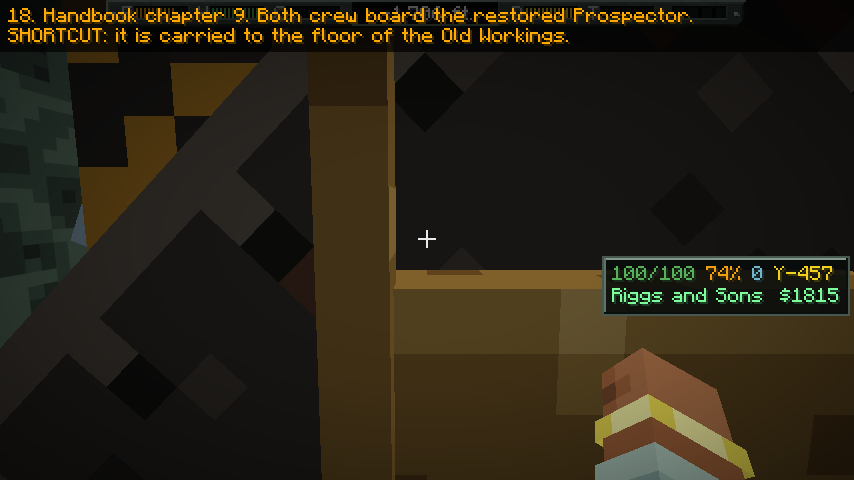 18. Handbook chapter 9. Both crew board the restored Prospector.
SHORTCUT: it is carried to the floor of the Old Workings.
100/100 74% 0 Y-457
Riggs and Sons $1815